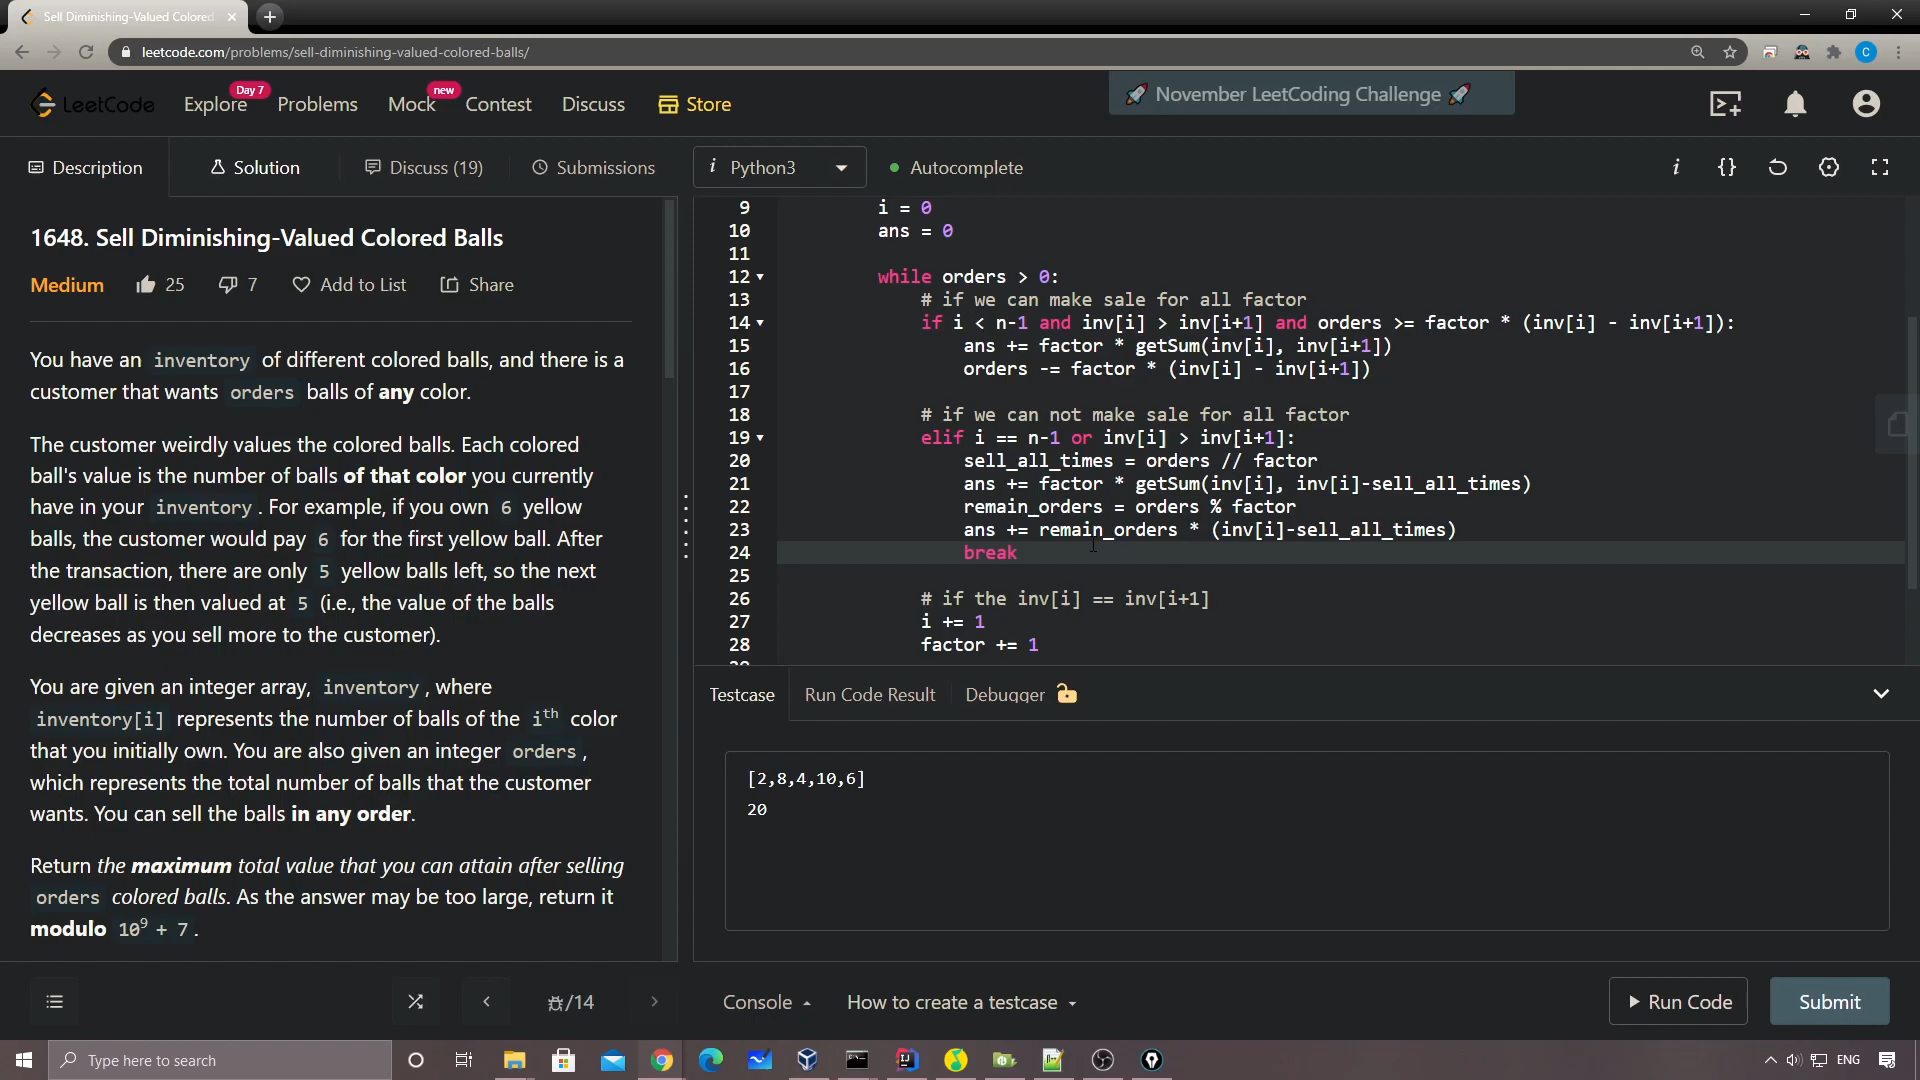 Sell Diminishing-Valued Colored
leetcode.com/problems/sell-diminishing-valued-colored-balls/
C
LeetCode
Explore
Day 7
Problems
Mock
new
Contest
Discuss
Store
November LeetCoding Challenge
Description
Solution
Discuss (19)
Submissions
i Python3
Autocomplete
i
{}
1648. Sell Diminishing-Valued Colored Balls
Medium
25
7
Add to List
Share
You have an inventory of different colored balls, and there is a
customer that wants orders balls of any color.
The customer weirdly values the colored balls. Each colored
ball's value is the number of balls of that color you currently
have in your inventory. For example, if you own 6 yellow
balls, the customer would pay 6 for the first yellow ball. After
the transaction, there are only 5 yellow balls left, so the next
yellow ball is then valued at 5 (i.e., the value of the balls
decreases as you sell more to the customer).
You are given an integer array, inventory, where
inventory[i] represents the number of balls of the ith color
that you initially own. You are also given an integer orders,
which represents the total number of balls that the customer
wants. You can sell the balls in any order.
Return the maximum total value that you can attain after selling
orders colored balls. As the answer may be too large, return it
modulo 10^9 + 7.
9 i = 0
10 ans = 0
11
12 while orders > 0:
13 # if we can make sale for all factor
14 if i < n-1 and inv[i] > inv[i+1] and orders >= factor * (inv[i] - inv[i+1]):
15 ans += factor * getSum(inv[i], inv[i+1])
16 orders -= factor * (inv[i] - inv[i+1])
17
18 # if we can not make sale for all factor
19 elif i == n-1 or inv[i] > inv[i+1]:
20 sell_all_times = orders // factor
21 ans += factor * getSum(inv[i], inv[i]-sell_all_times)
22 remain_orders = orders % factor
23 ans += remain_orders * (inv[i]-sell_all_times)
24 break
25
26 # if the inv[i] == inv[i+1]
27 i += 1
28 factor += 1
Testcase
Run Code Result
Debugger
[2,8,4,10,6]
20
/14
Console
How to create a testcase
Run Code
Submit
Type here to search
ENG